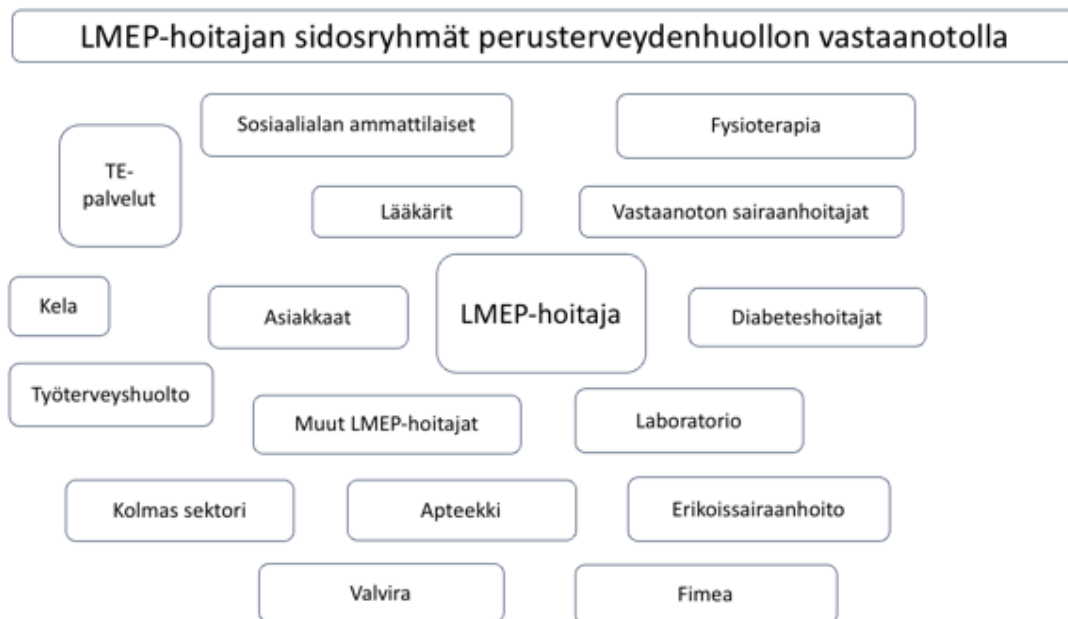 LMEP-hoitajan sidosryhmät perusterveydenhuollon vastaanotolla
Sosiaalialan ammattilaiset
Fysioterapia
TE-
palvelut
Lääkärit
Vastaanoton sairaanhoitajat
Kela
Asiakkaat
LMEP-hoitaja
Diabeteshoitajat
Työterveyshuolto
Muut LMEP-hoitajat
Laboratorio
Kolmas sektori
Apteekki
Erikoissairaanhoito
Valvira
Fimea